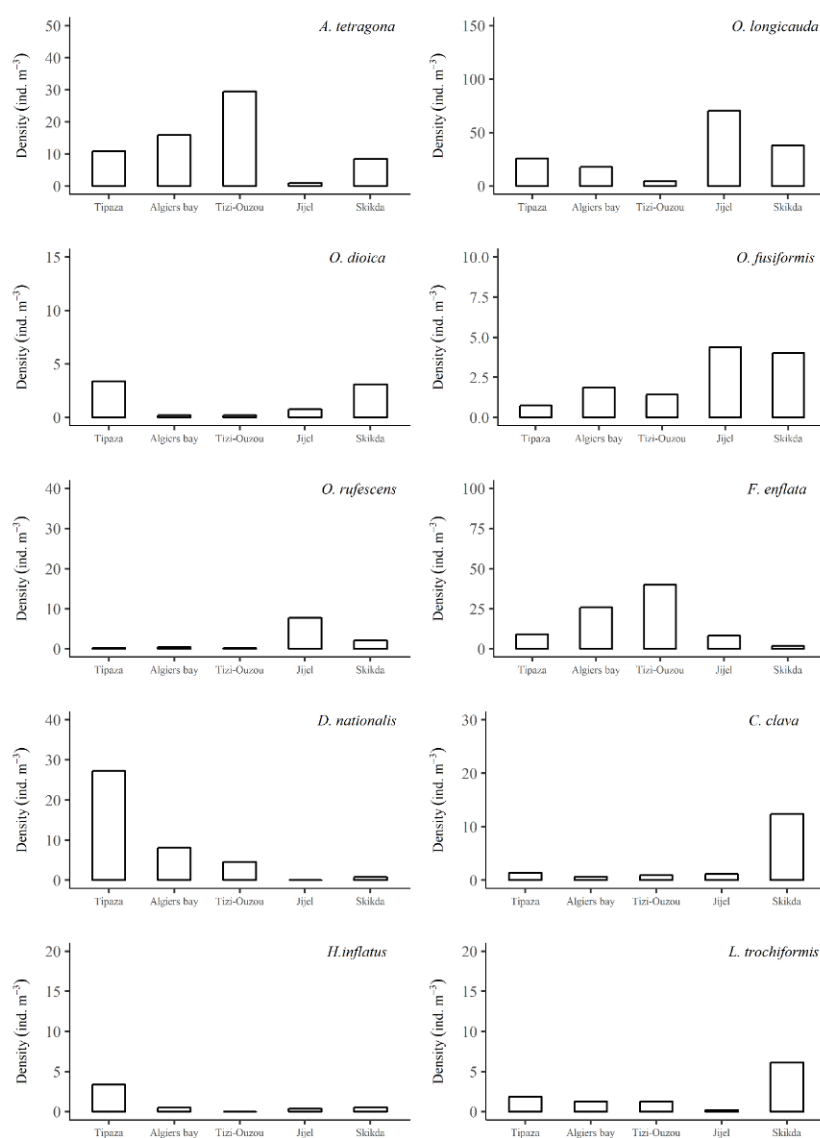 A. tetragona
Density (ind. m⁻³)
50
40
30
20
10
0
Tipaza Algiers bay Tizi-Ouzou Jijel Skikda
O. longicauda
Density (ind. m⁻³)
150
100
50
0
Tipaza Algiers bay Tizi-Ouzou Jijel Skikda
O. dioica
Density (ind. m⁻³)
15
10
5
0
Tipaza Algiers bay Tizi-Ouzou Jijel Skikda
O. fusiformis
Density (ind. m⁻³)
10.0
7.5
5.0
2.5
0.0
Tipaza Algiers bay Tizi-Ouzou Jijel Skikda
O. rufescens
Density (ind. m⁻³)
40
30
20
10
0
Tipaza Algiers bay Tizi-Ouzou Jijel Skikda
F. enflata
Density (ind. m⁻³)
100
75
50
25
0
Tipaza Algiers bay Tizi-Ouzou Jijel Skikda
D. nationalis
Density (ind. m⁻³)
40
30
20
10
0
Tipaza Algiers bay Tizi-Ouzou Jijel Skikda
C. clava
Density (ind. m⁻³)
30
20
10
0
Tipaza Algiers bay Tizi-Ouzou Jijel Skikda
H.inflatus
Density (ind. m⁻³)
20
15
10
5
0
Tipaza Algiers bay Tizi-Ouzou Jijel Skikda
L. trochiformis
Density (ind. m⁻³)
20
15
10
5
0
Tipaza Algiers bay Tizi-Ouzou Jijel Skikda